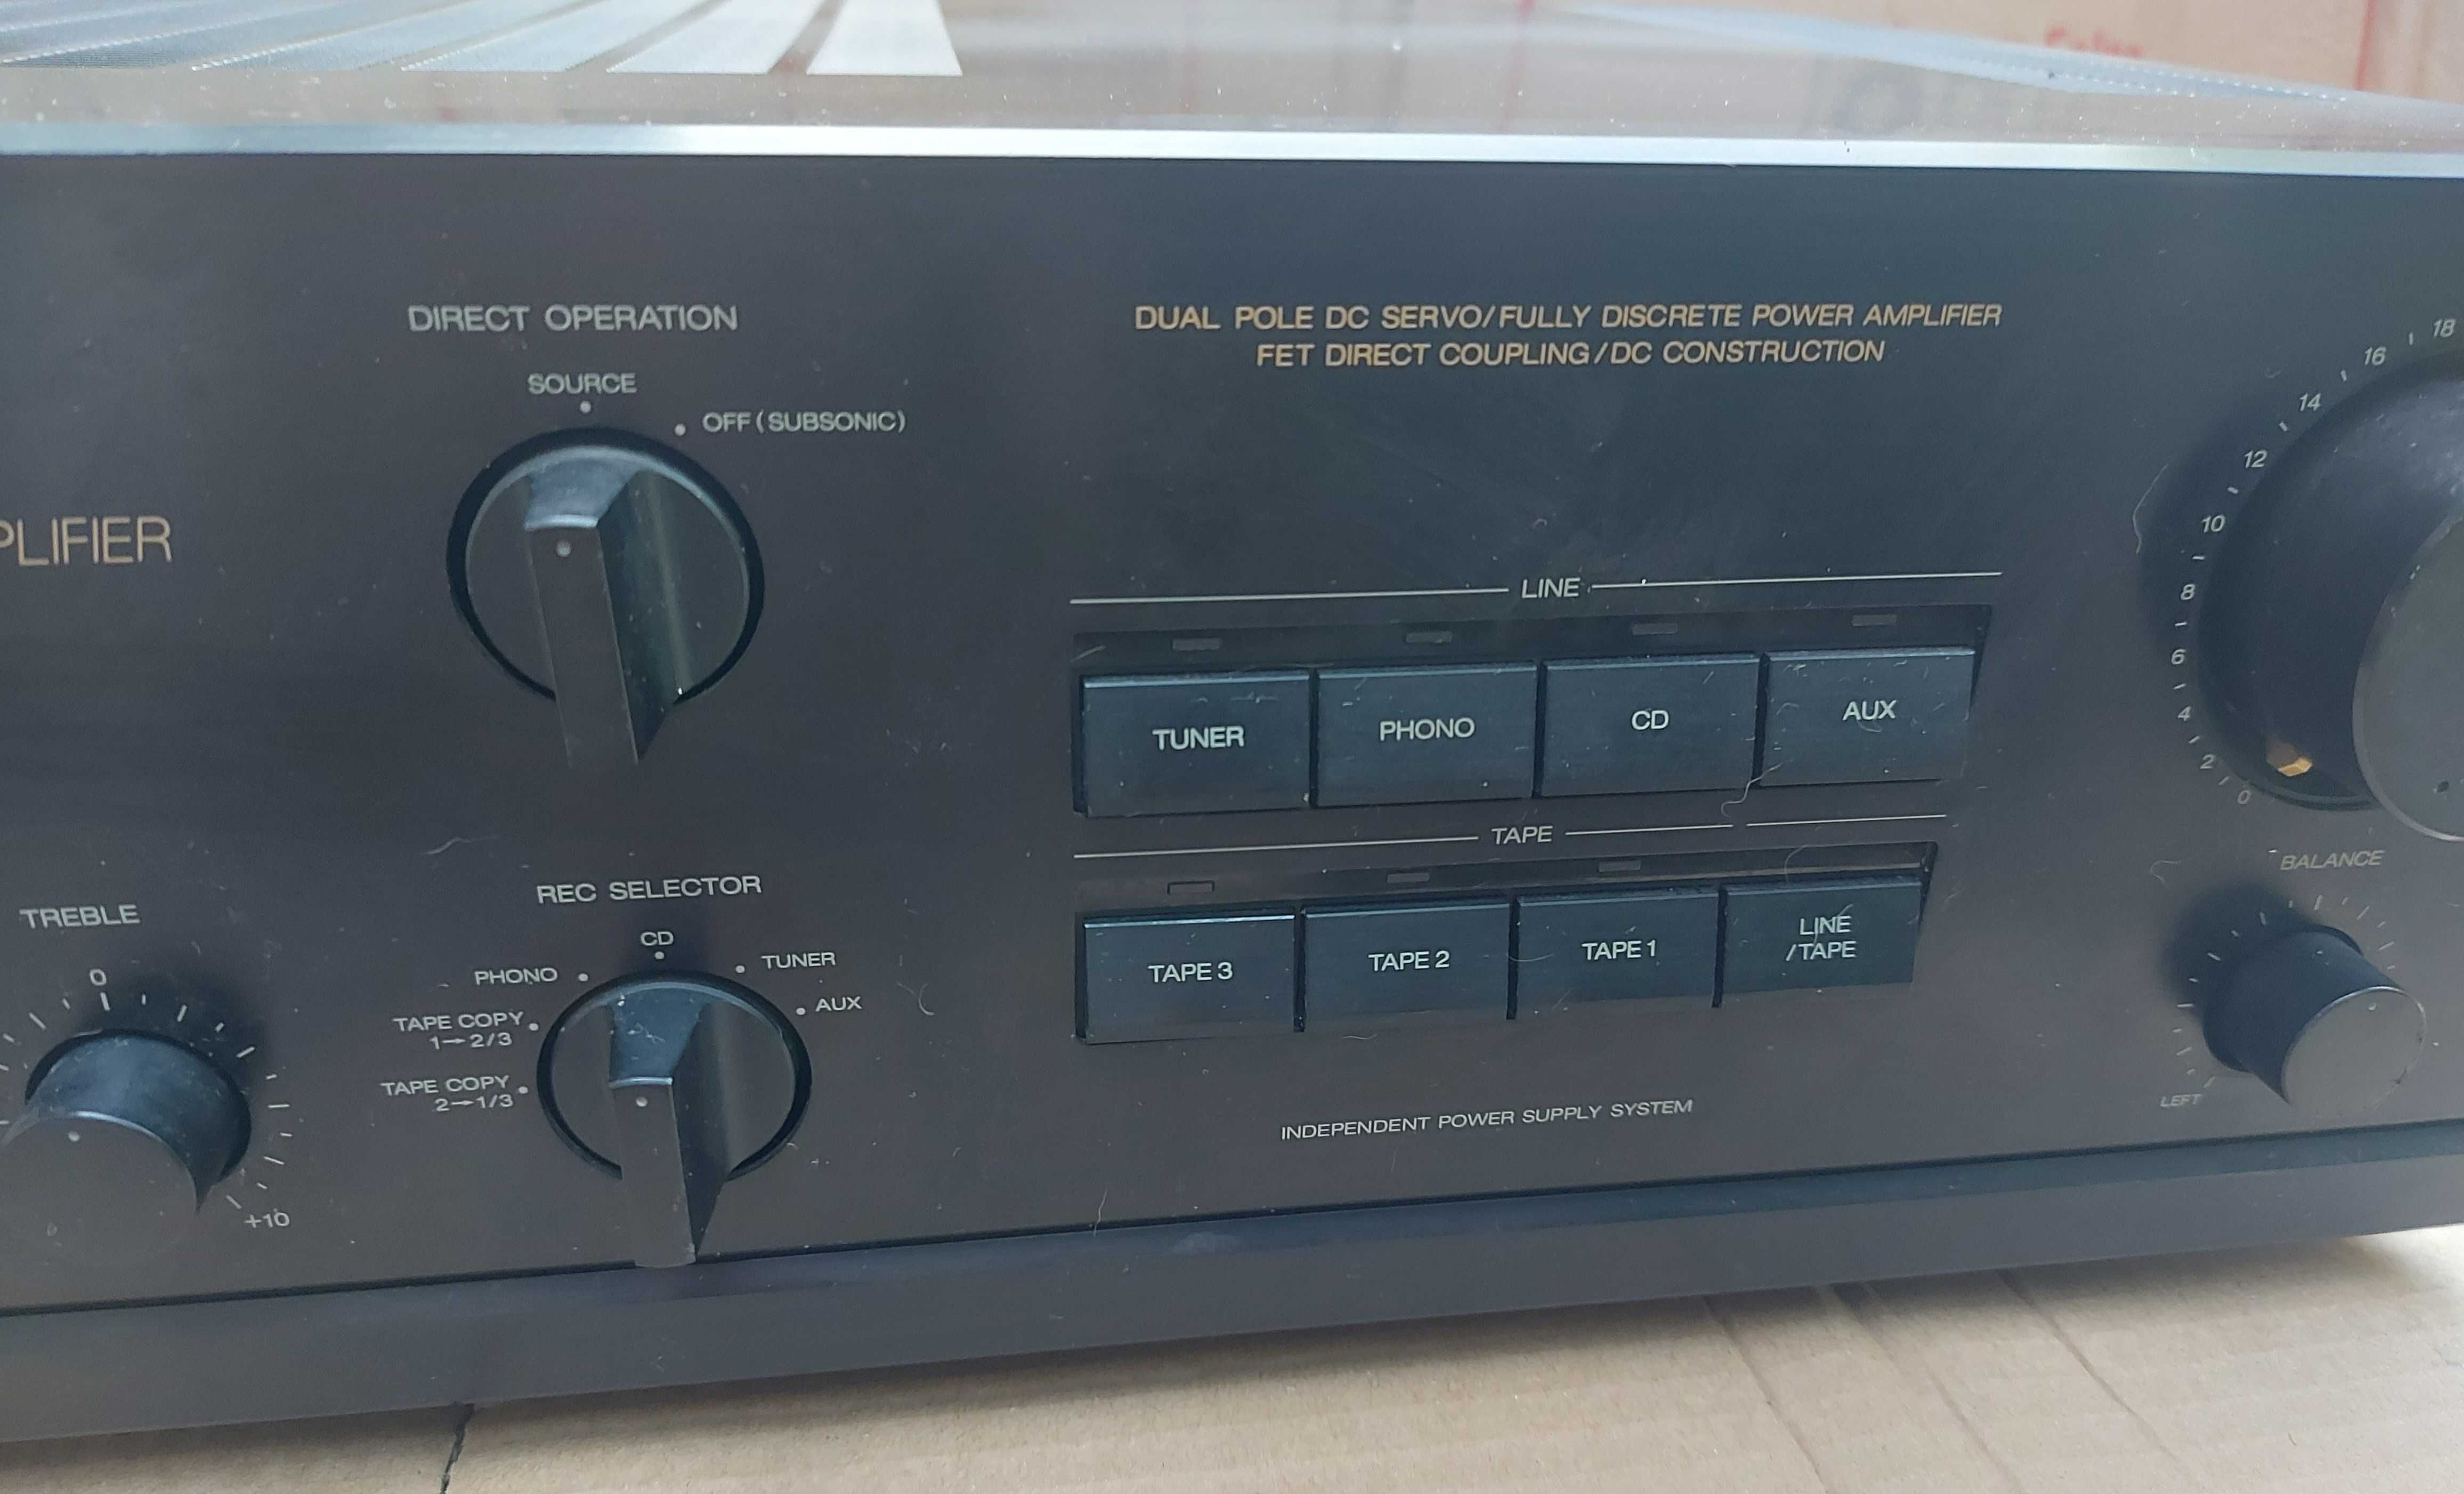 DIRECT OPERATION
SOURCE
OFF (SUBSONIC)
DUAL POLE DC SERVO/FULLY DISCRETE POWER AMPLIFIER
FET DIRECT COUPLING/DC CONSTRUCTION
PLIFIER
LINE
TUNER
PHONO
CD
AUX
TAPE
TAPE 3
TAPE 2
TAPE 1
LINE
/TAPE
INDEPENDENT POWER SUPPLY SYSTEM
REC SELECTOR
CD
PHONO
TUNER
AUX
TAPE COPY
1→2/3
TAPE COPY
2→1/3
TREBLE
0
+10
18
16
14
12
10
8
6
4
2
0
BALANCE
LEFT